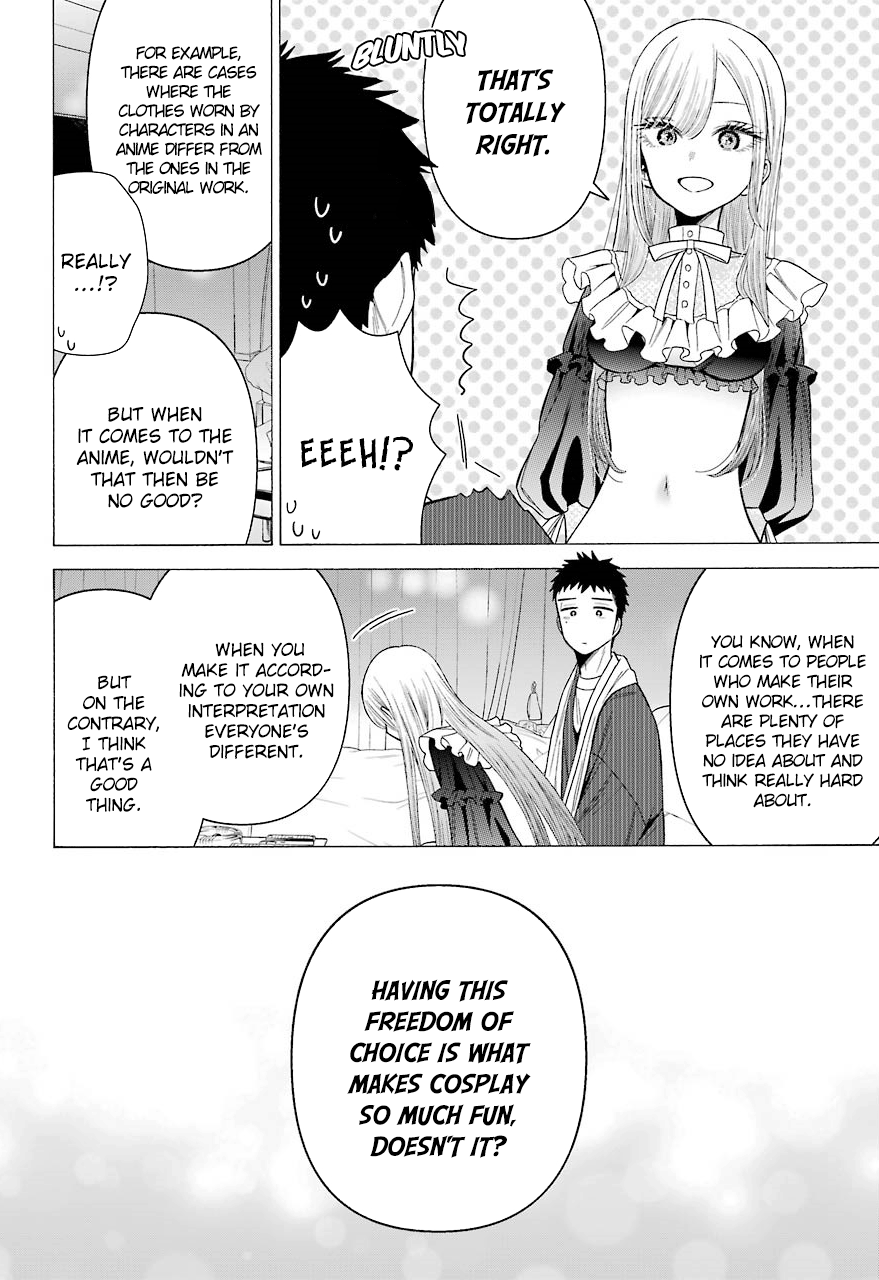 THAT'S
TOTALLY
RIGHT.
BLUNTLY
EEEH!?
FOR EXAMPLE,
THERE ARE CASES
WHERE THE
CLOTHES WORN BY
CHARACTERS IN AN
ANIME DIFFER FROM
THE ONES IN THE
ORIGINAL WORK.
REALLY
...!?
BUT WHEN
IT COMES TO THE
ANIME, WOULDN'T
THAT THEN BE
NO GOOD?
YOU KNOW, WHEN
IT COMES TO PEOPLE
WHO MAKE THEIR
OWN WORK...THERE
ARE PLENTY OF
PLACES THEY HAVE
NO IDEA ABOUT AND
THINK REALLY HARD
ABOUT.
WHEN YOU
MAKE IT ACCORD-
ING TO YOUR OWN
INTERPRETATION
EVERYONE'S
DIFFERENT.
BUT
ON THE
CONTRARY,
I THINK
THAT'S A
GOOD
THING.
HAVING THIS
FREEDOM OF
CHOICE IS WHAT
MAKES COSPLAY
SO MUCH FUN,
DOESN'T IT?